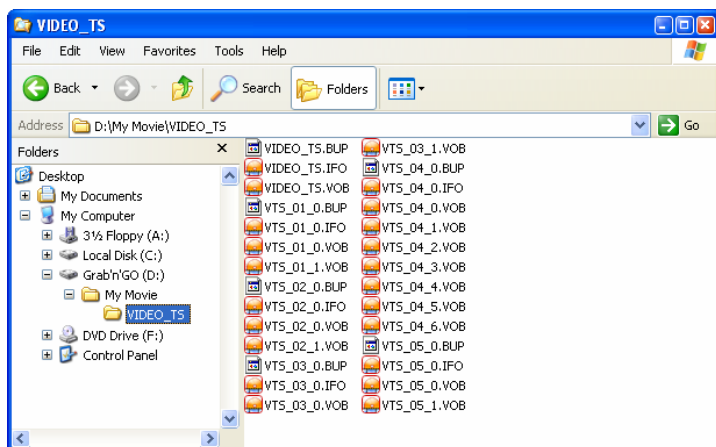 VIDEO_TS
File Edit View Favorites Tools Help
Back Search Folders
Address D:\My Movie\VIDEO_TS Go
Folders
Desktop
My Documents
My Computer
3½ Floppy (A:)
Local Disk (C:)
Grab'n'GO (D:)
My Movie
VIDEO_TS
DVD Drive (F:)
Control Panel
VIDEO_TS.BUP
VIDEO_TS.IFO
VIDEO_TS.VOB
VTS_01_0.BUP
VTS_01_0.IFO
VTS_01_0.VOB
VTS_01_1.VOB
VTS_02_0.BUP
VTS_02_0.IFO
VTS_02_0.VOB
VTS_02_1.VOB
VTS_03_0.BUP
VTS_03_0.IFO
VTS_03_0.VOB
VTS_03_1.VOB
VTS_04_0.BUP
VTS_04_0.IFO
VTS_04_0.VOB
VTS_04_1.VOB
VTS_04_2.VOB
VTS_04_3.VOB
VTS_04_4.VOB
VTS_04_5.VOB
VTS_04_6.VOB
VTS_05_0.BUP
VTS_05_0.IFO
VTS_05_0.VOB
VTS_05_1.VOB